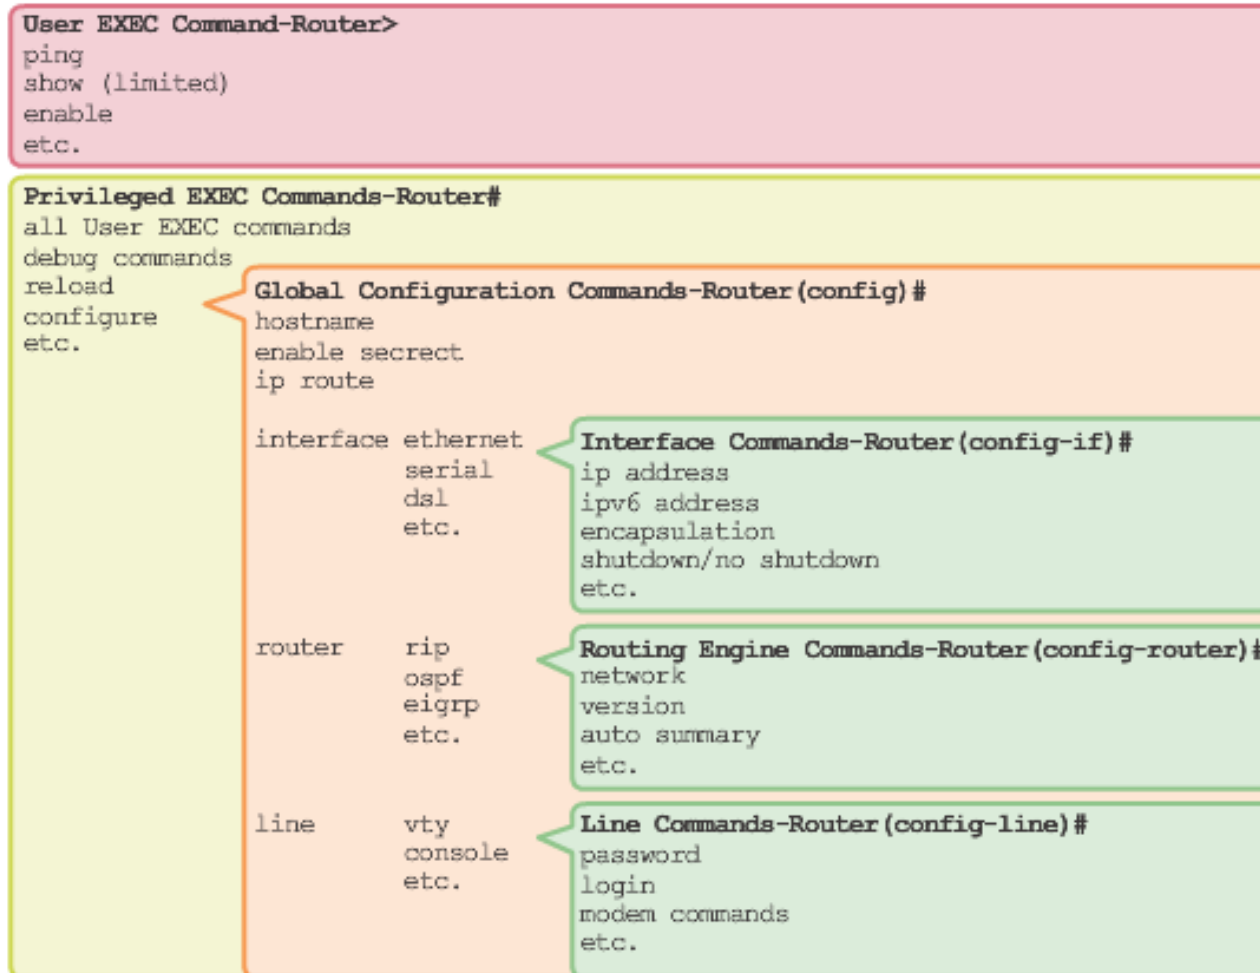 User EXEC Command-Router>
ping
show (limited)
enable
etc.
Privileged EXEC Commands-Router#
all User EXEC commands
debug commands
reload
configure
etc.
Global Configuration Commands-Router(config)#
hostname
enable secrect
ip route
interface ethernet
serial
dsl
etc.
Interface Commands-Router(config-if)#
ip address
ipv6 address
encapsulation
shutdown/no shutdown
etc.
router rip
ospf
eigrp
etc.
Routing Engine Commands-Router(config-router)#
network
version
auto summary
etc.
line vty
console
etc.
Line Commands-Router(config-line)#
password
login
modem commands
etc.